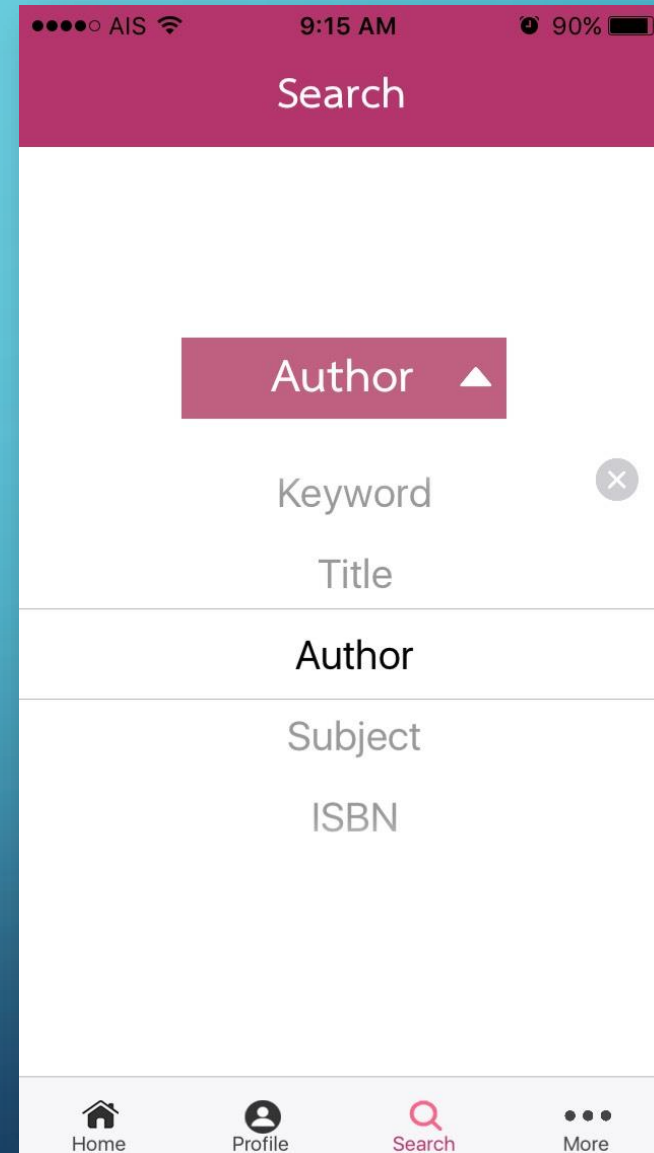 AIS 9:15 AM 90%
Search
Author
Keyword
Title
Author
Subject
ISBN
Home Profile Search More